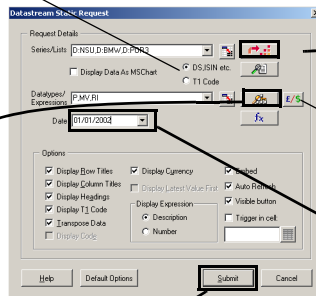 Datastream Static Request
Request Details
Series/Lists D:NSU,D:BMW,D:POR3
Display Data As MSChart
DS,ISIN etc.
T1 Code
Datatypes/
Expressions P,MV,RI
E/$
fx
Date 01/01/2002
Options
Display Row Titles
Display Currency
Embed
Display Column Titles
Display Latest Value First
Auto Refresh
Display Headings
Visible button
Display T1 Code
Display Expression
Transpose Data
Description
Trigger in cell:
Display Code
Number
Help
Default Options
Submit
Cancel